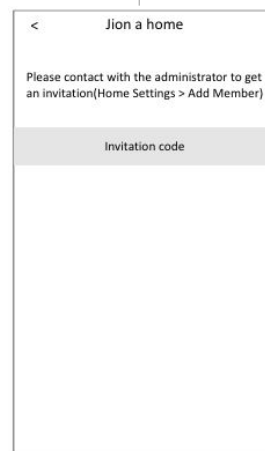 < Jion a home
Please contact with the administrator to get
an invitation(Home Settings > Add Member)
Invitation code